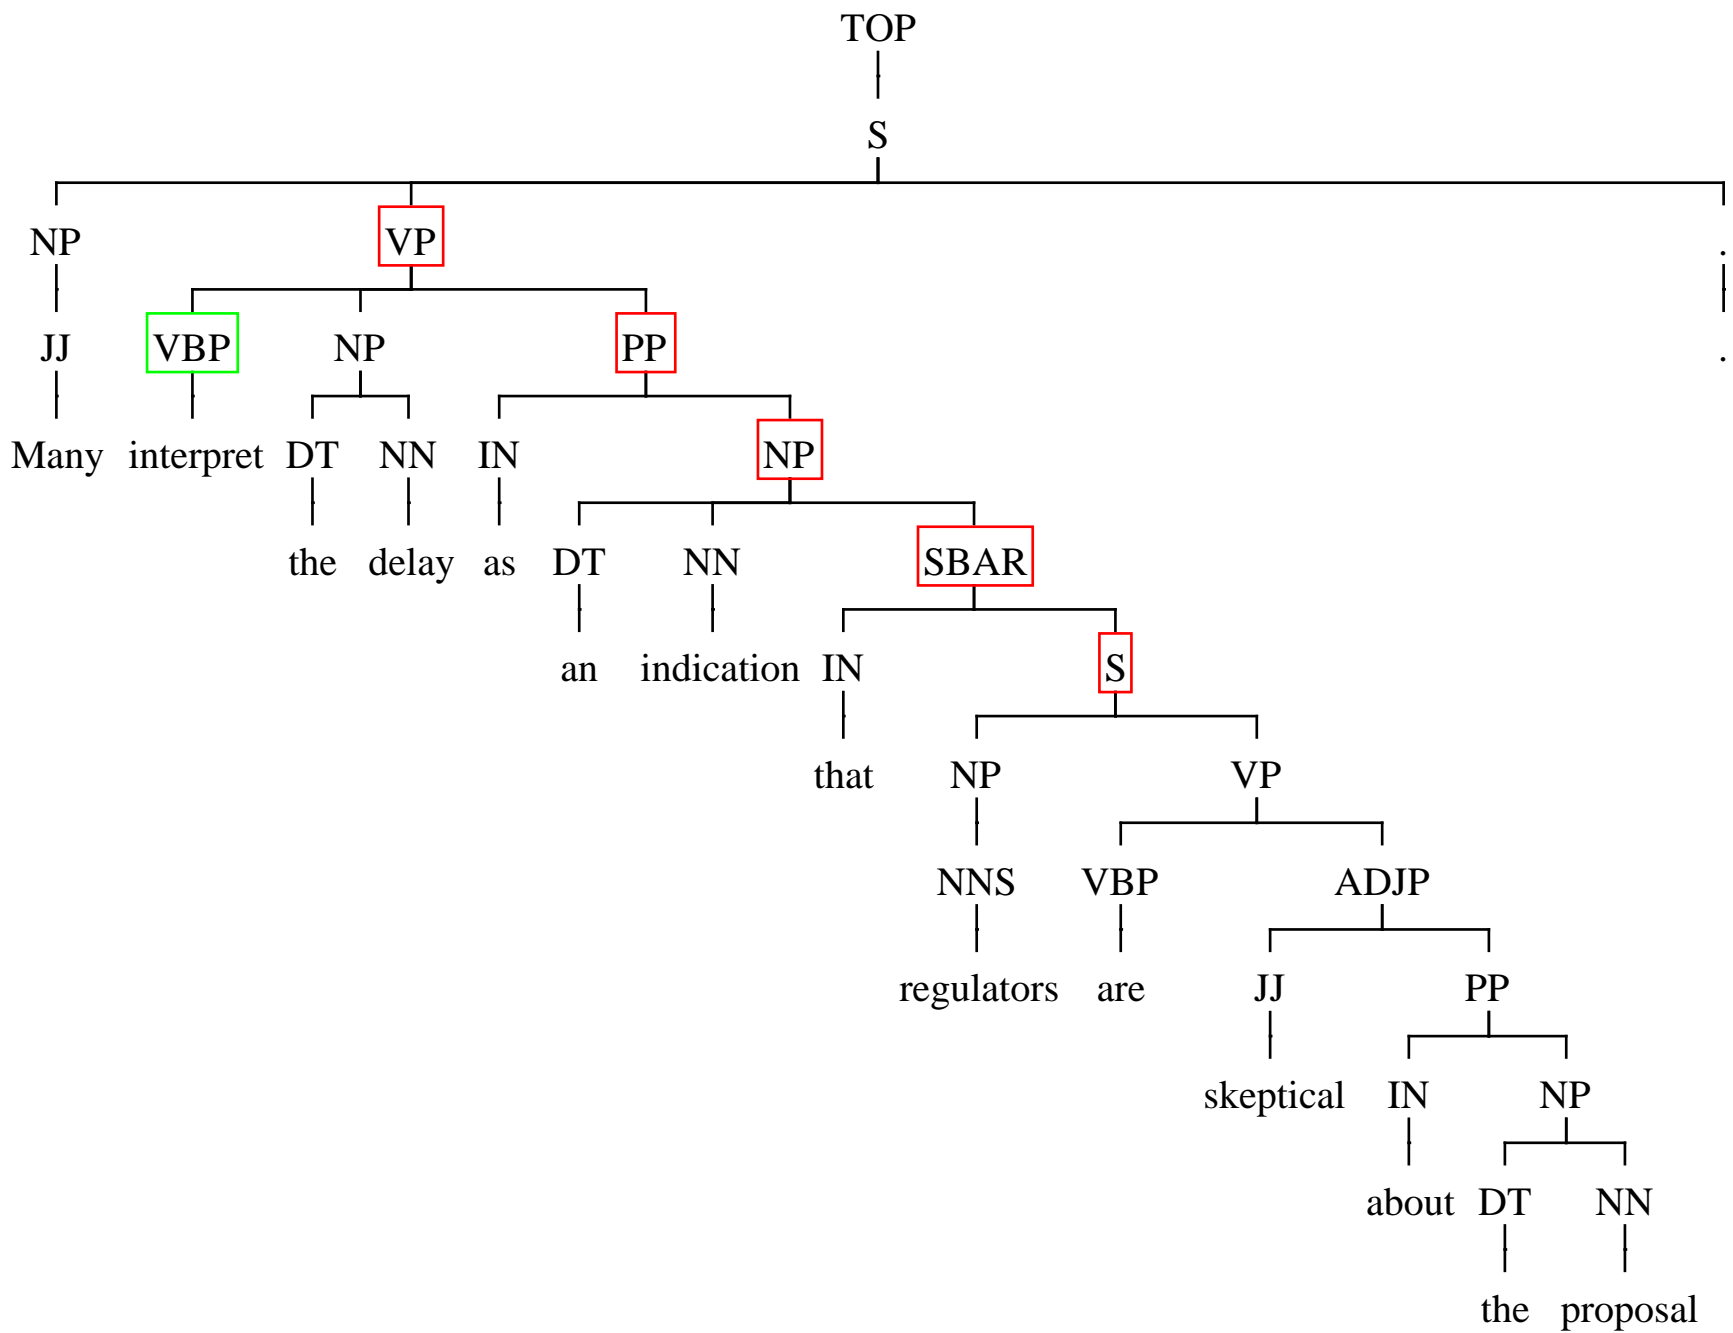 TOP
S
NP VP .
JJ VBP NP PP .
Many interpret DT NN IN NP
the delay as DT NN SBAR
an indication IN S
that NP VP
NNS VBP ADJP
regulators are JJ PP
skeptical IN NP
about DT NN
the proposal